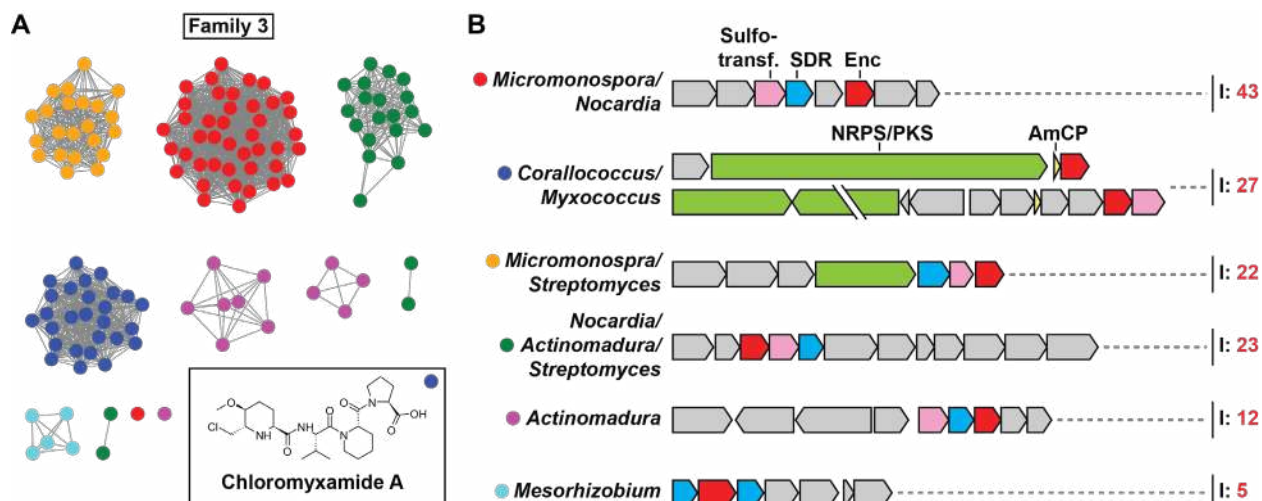 A
Family 3
O
Cl
NH
O
H
N
O
N
O
N
O
OH
Chloromyxamide A
B
Sulfo-
transf.
SDR
Enc
Micromonospora/
Nocardia
I: 43
NRPS/PKS
AmCP
Corallococcus/
Myxococcus
I: 27
Micromonospra/
Streptomyces
I: 22
Nocardia/
Actinomadura/
Streptomyces
I: 23
Actinomadura
I: 12
Mesorhizobium
I: 5